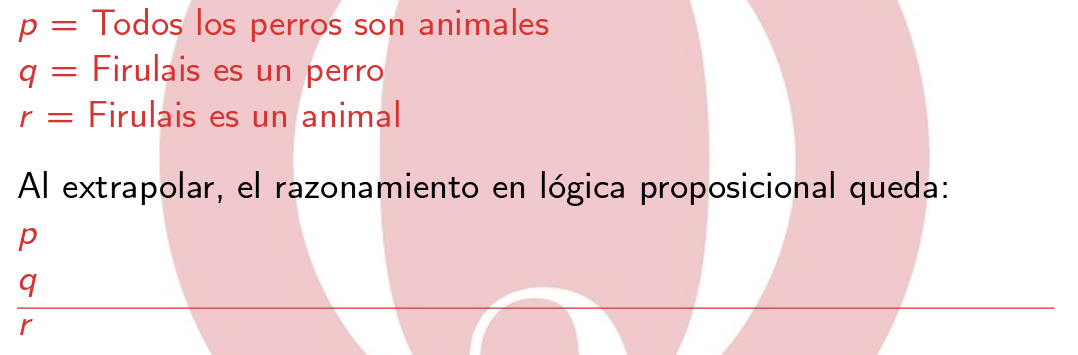 p = Todos los perros son animales
q = Firulais es un perro
r = Firulais es un animal
Al extrapolar, el razonamiento en lógica proposicional queda:
p
q
r